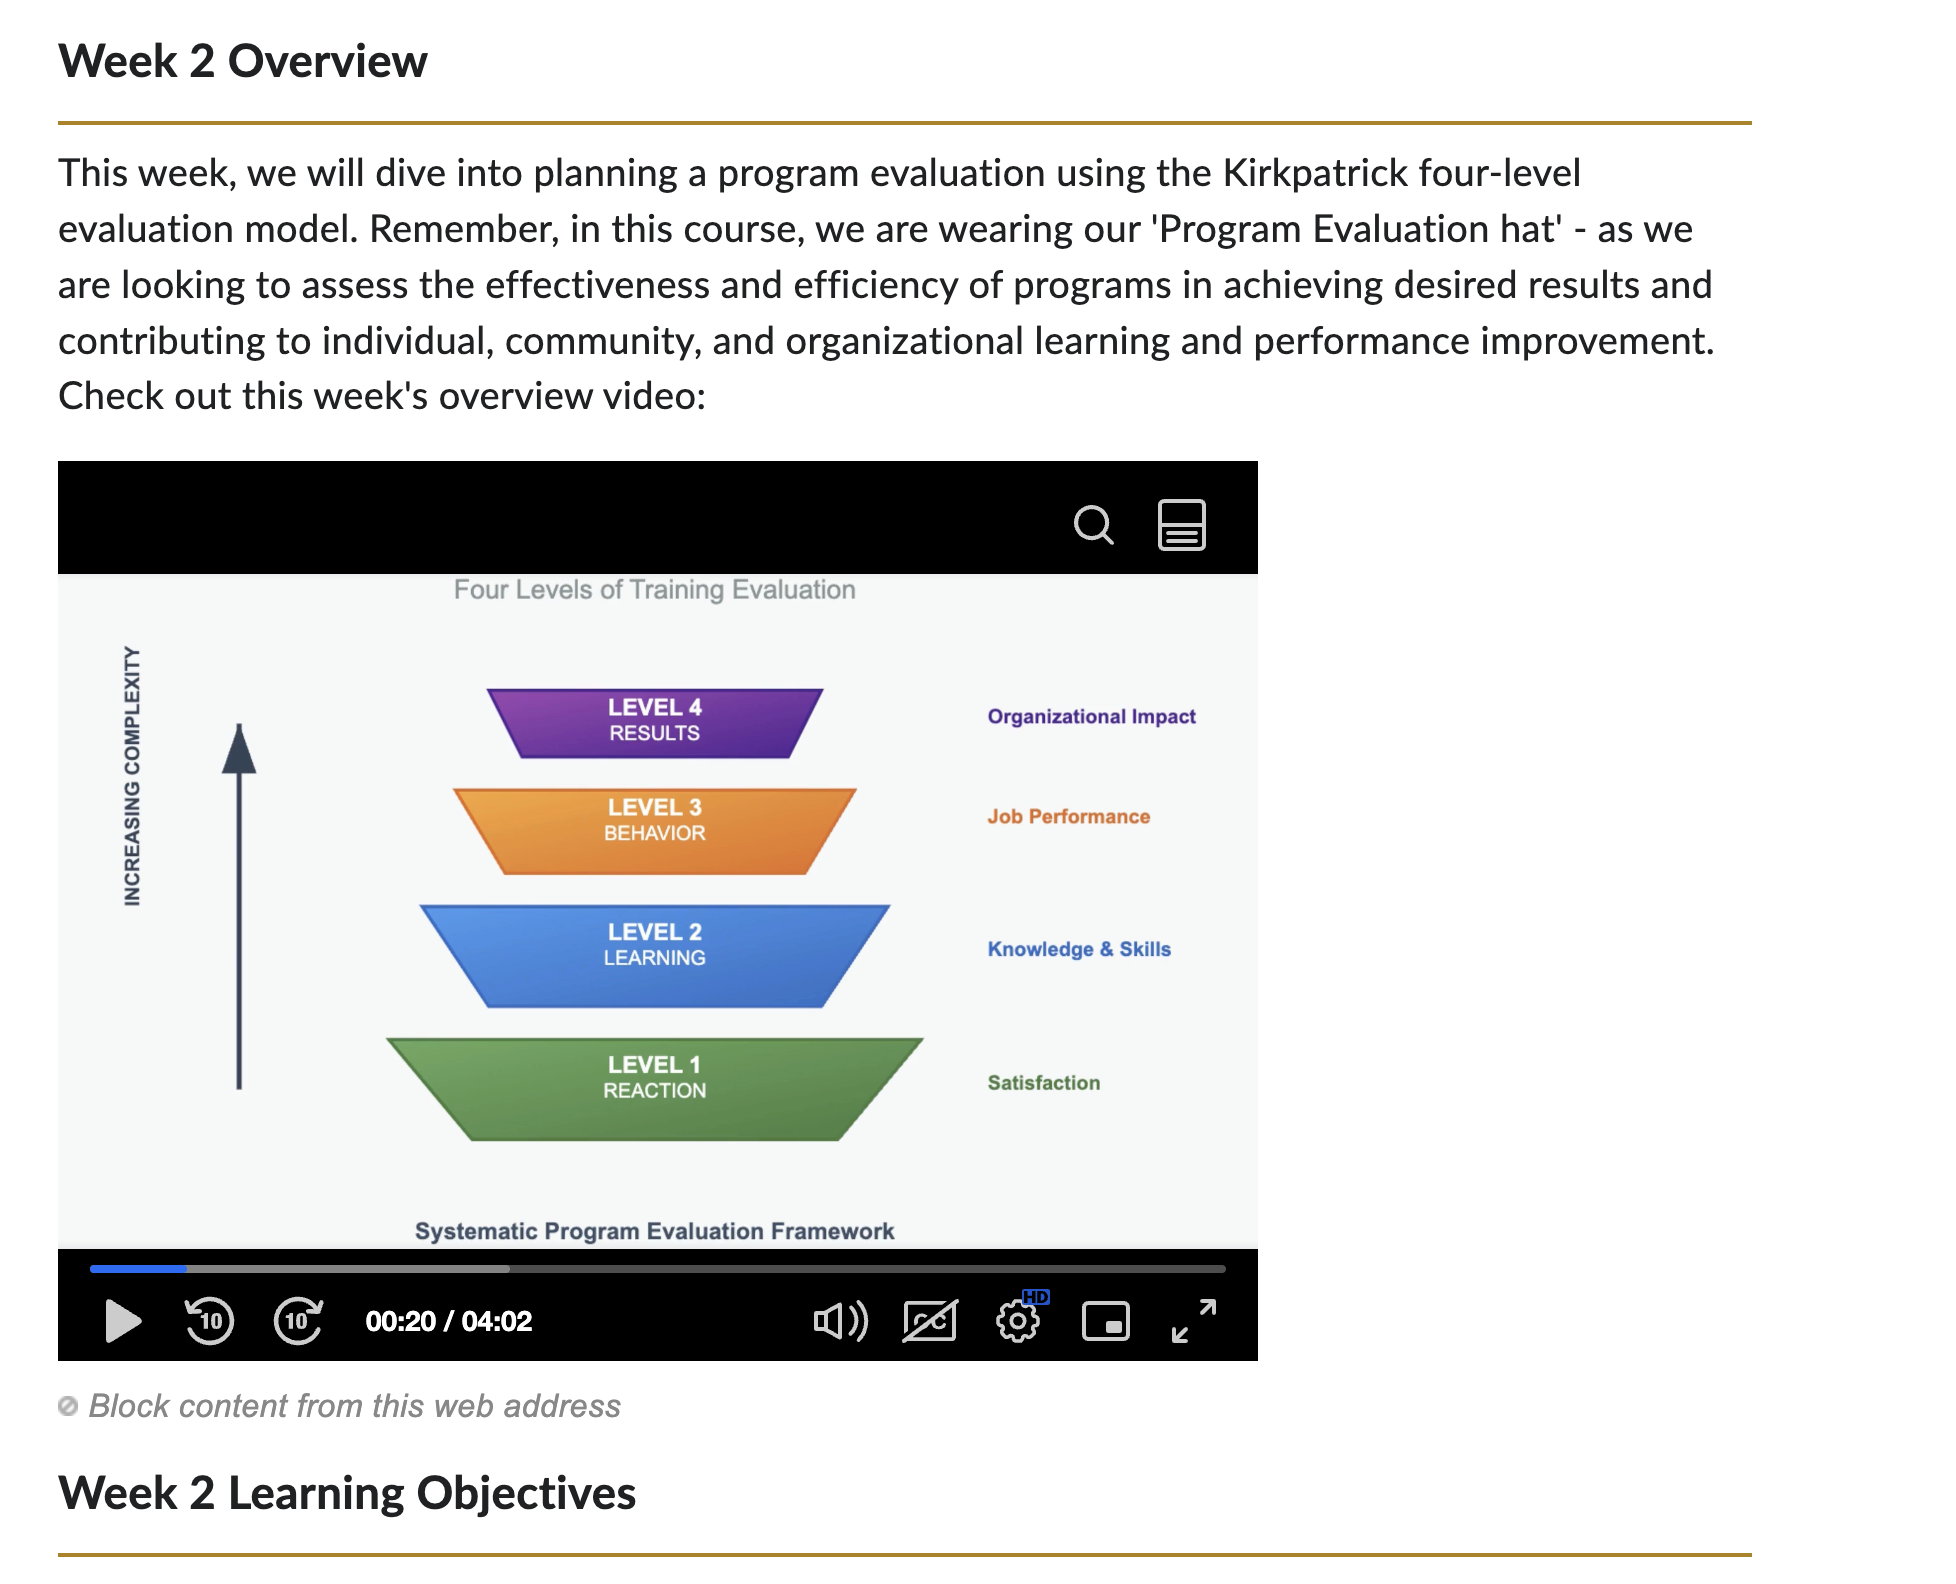 Week 2 Overview
This week, we will dive into planning a program evaluation using the Kirkpatrick four-level
evaluation model. Remember, in this course, we are wearing our 'Program Evaluation hat' - as we
are looking to assess the effectiveness and efficiency of programs in achieving desired results and
contributing to individual, community, and organizational learning and performance improvement.
Check out this week's overview video:
Four Levels of Training Evaluation
INCREASING COMPLEXITY
LEVEL 4
RESULTS
Organizational Impact
LEVEL 3
BEHAVIOR
Job Performance
LEVEL 2
LEARNING
Knowledge & Skills
LEVEL 1
REACTION
Satisfaction
Systematic Program Evaluation Framework
10
10
00:20 / 04:02
CC
HD
Block content from this web address
Week 2 Learning Objectives